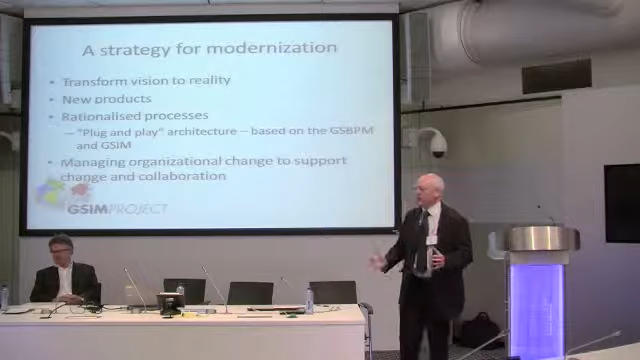 A strategy for modernization
• Transform vision to reality
• New products
• Rationalised processes
– "Plug and play" architecture – based on the GSBPM
and GSIM
• Managing organizational change to support
change and collaboration
GSIMPROJECT